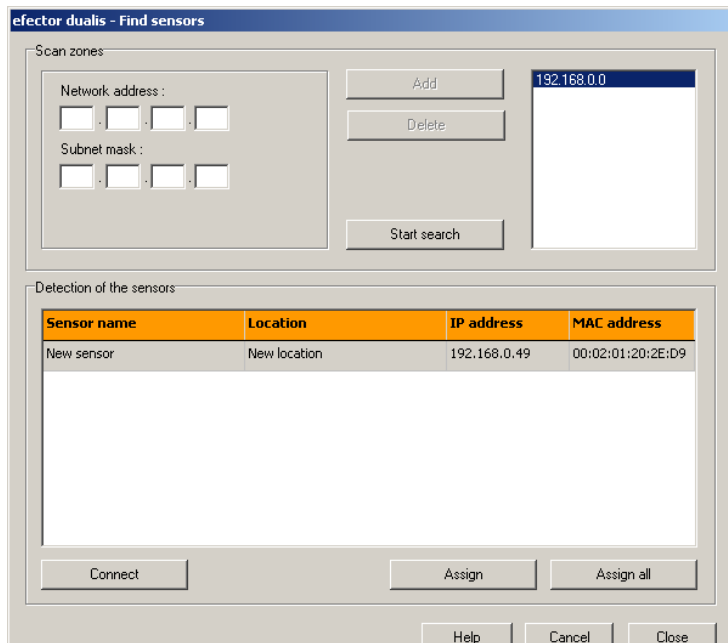 efector dualis - Find sensors
Scan zones
Network address :
. . .
Subnet mask :
. . .
Add
Delete
Start search
192.168.0.0
Detection of the sensors
Sensor name Location IP address MAC address
New sensor New location 192.168.0.49 00:02:01:20:2E:D9
Connect Assign Assign all
Help Cancel Close